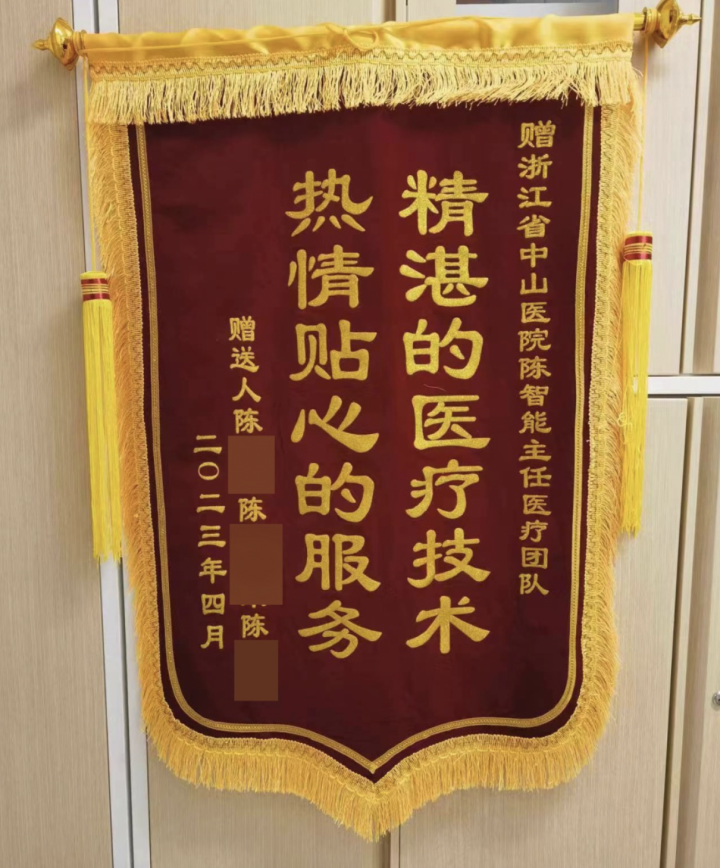 赠浙江省中山医院陈智能主任医疗团队
精湛的医疗技术
热情贴心的服务
赠送人陈 陈 陈
二〇二三年四月